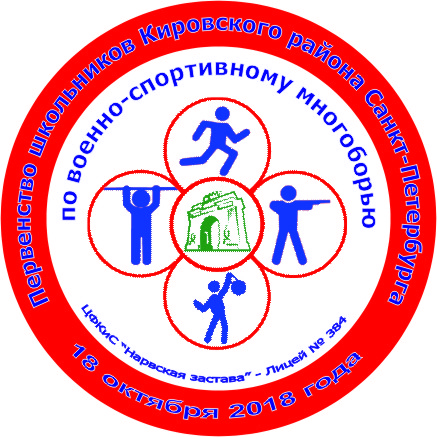 Первенство школьников Кировского района Санкт-Петербурга
по военно-спортивному многоборью
ЦФКиС "Нарвская застава" - Лицей № 384
18 октября 2018 года